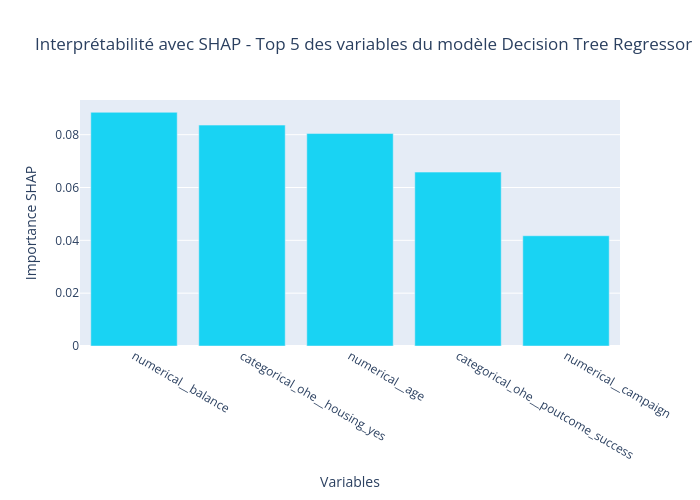 Interprétabilité avec SHAP - Top 5 des variables du modèle Decision Tree Regressor
Importance SHAP
0.08
0.06
0.04
0.02
0
numerical__balance
categorical_ohe__housing_yes
numerical__age
categorical_ohe__poutcome_success
numerical__campaign
Variables